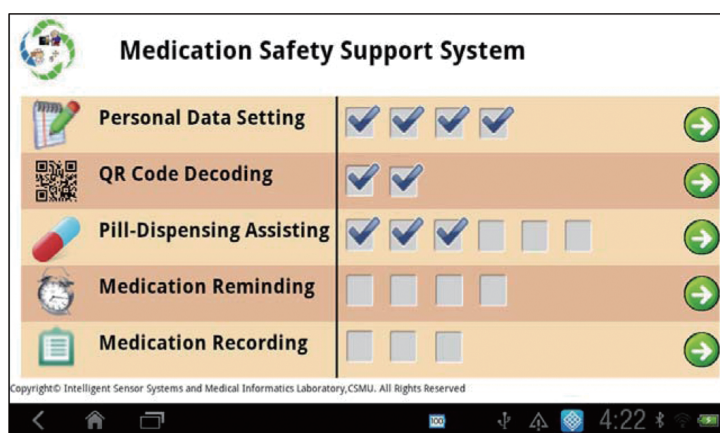 Medication Safety Support System
Personal Data Setting
QR Code Decoding
Pill-Dispensing Assisting
Medication Reminding
Medication Recording
Copyright© Intelligent Sensor Systems and Medical Informatics Laboratory,CSMU. All Rights Reserved
100 4:22